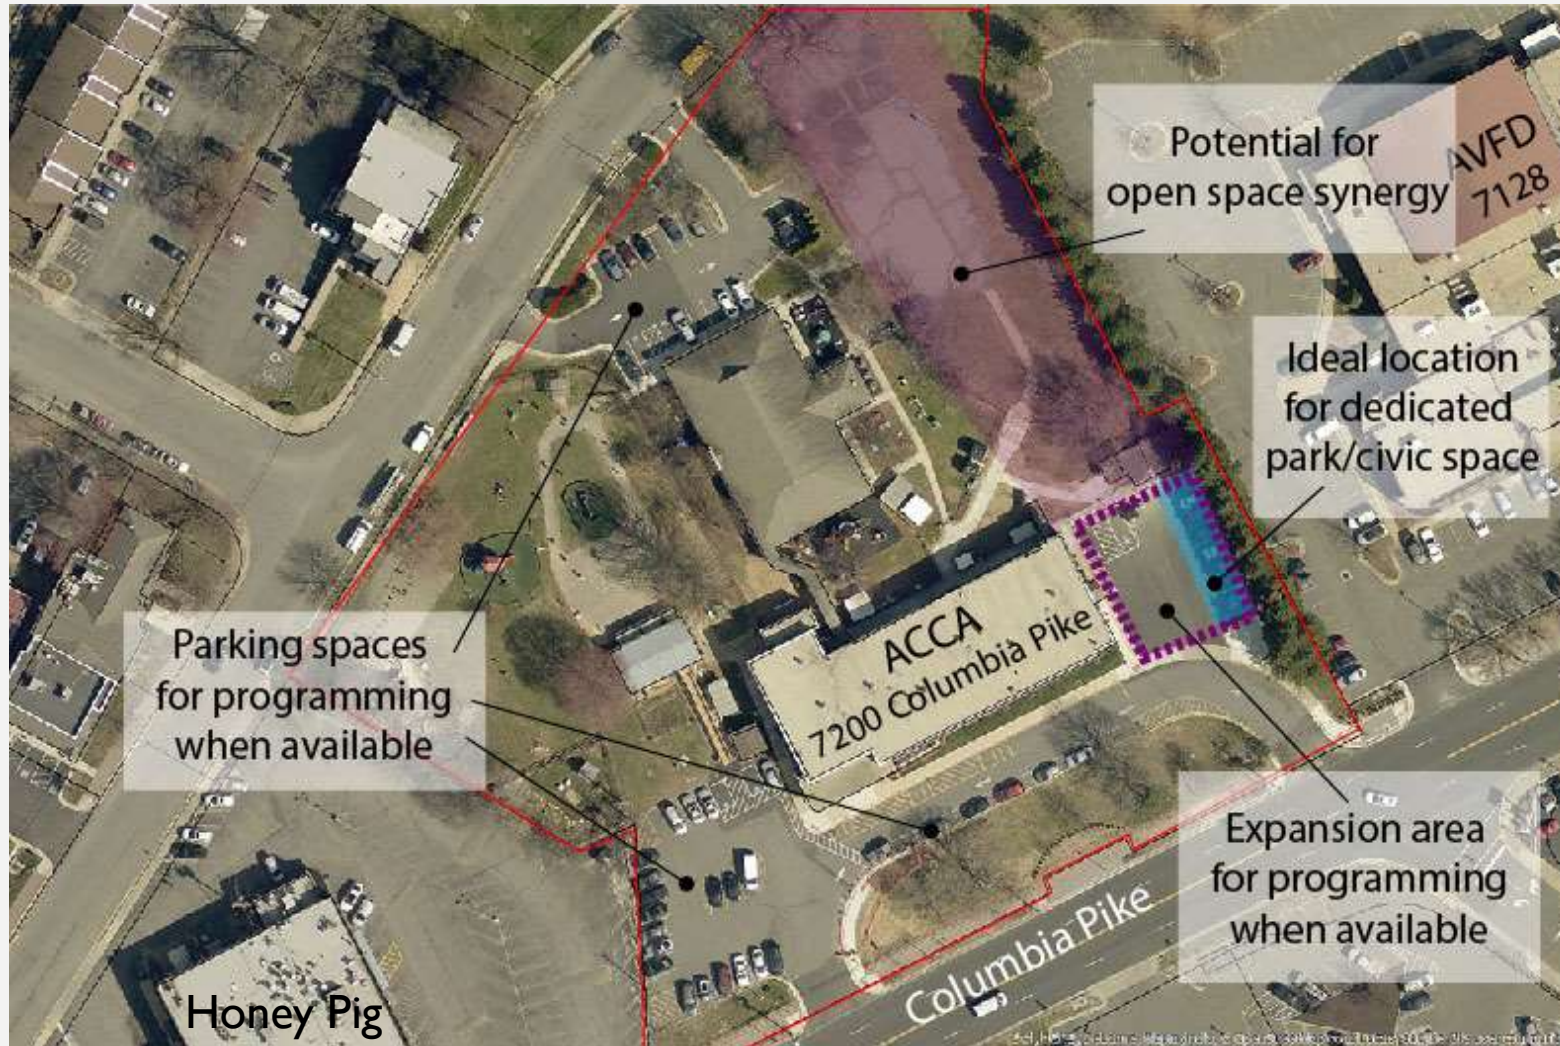 Potential for
open space synergy
AVFD
7128
Ideal location
for dedicated
park/civic space
ACCA
7200 Columbia Pike
Parking spaces
for programming
when available
Expansion area
for programming
when available
Columbia Pike
Honey Pig